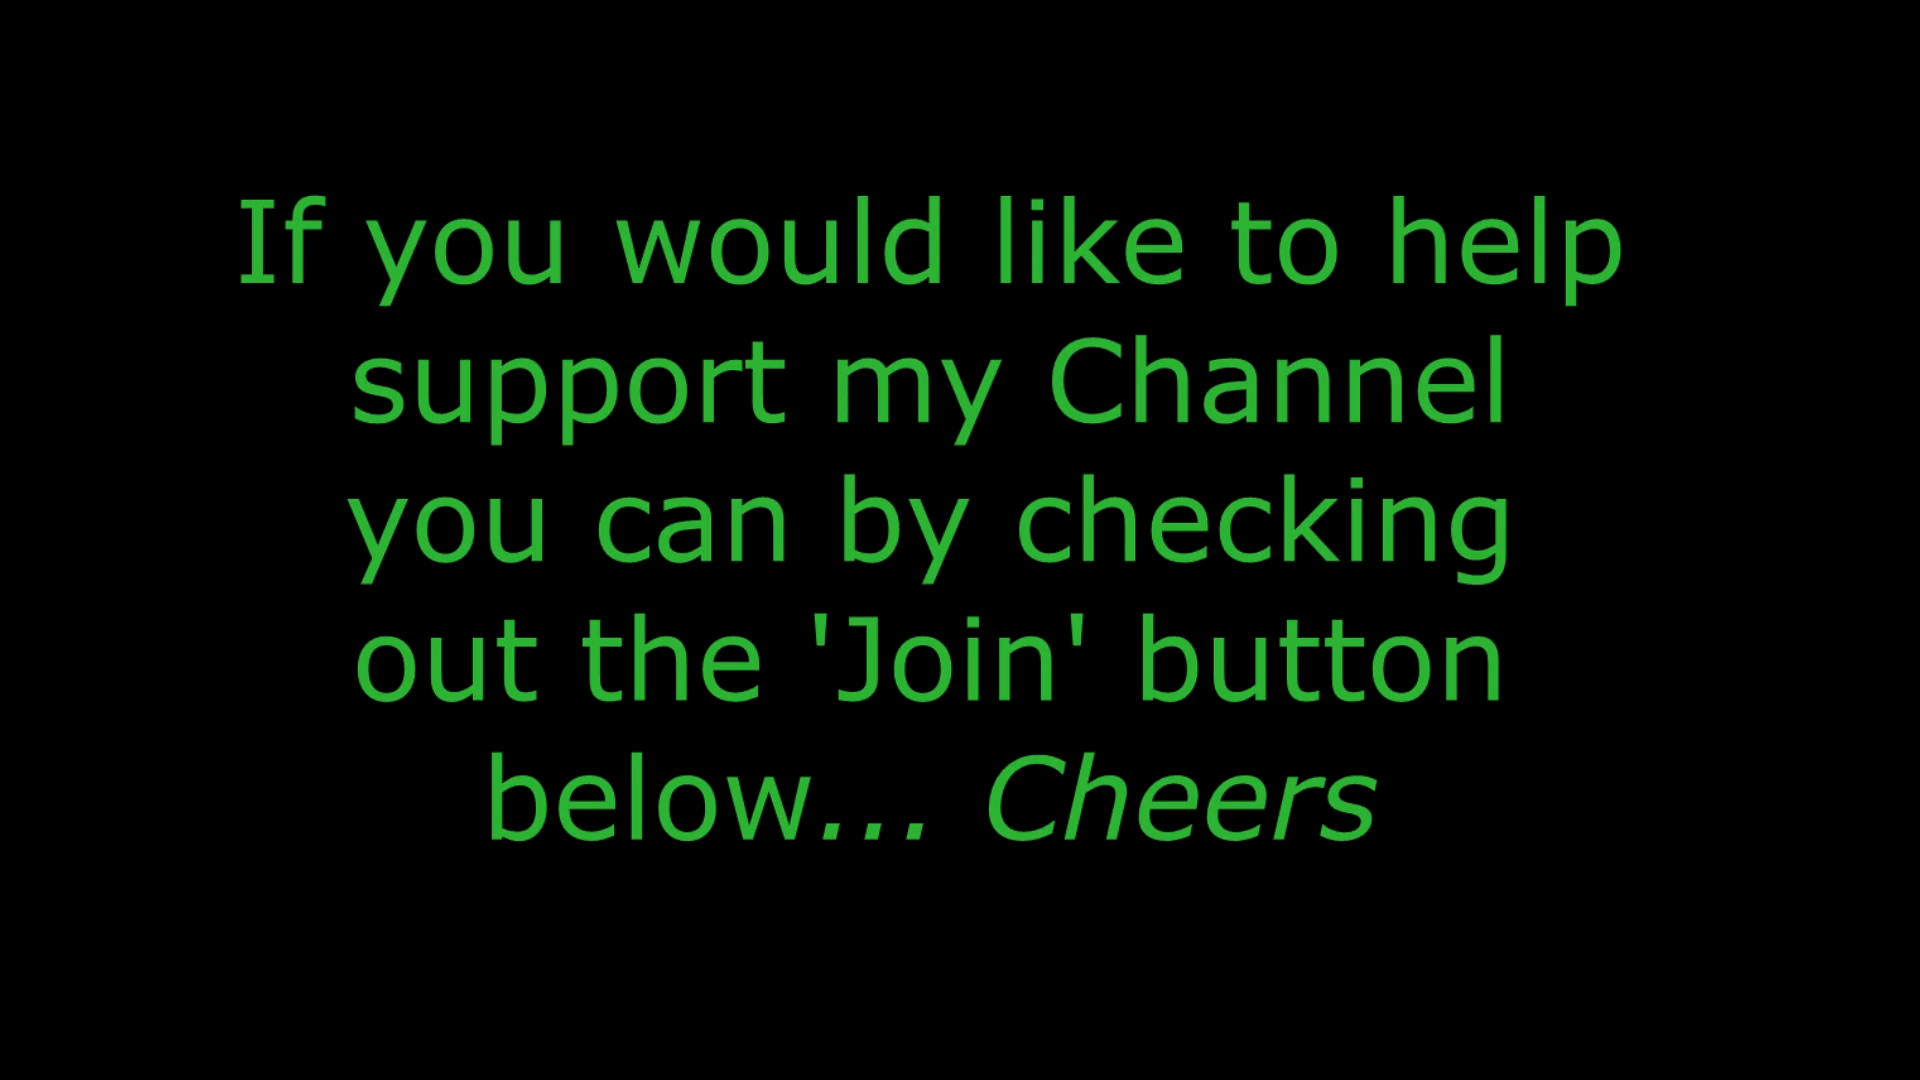 If you would like to help
support my Channel
you can by checking
out the 'Join' button
below... Cheers